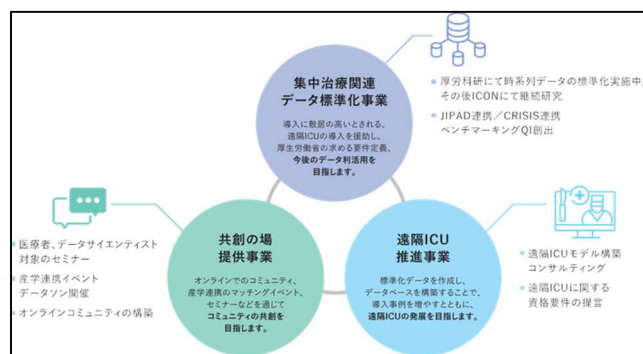 集中治療関連
データ標準化事業
導入に敷居の高いとされる、
遠隔ICUの導入を援助し、
厚生労働省の求める要件定義、
今後のデータ利活用を
目指します。
厚労科研にて時系列データの標準化実施中。
その後ICONにて継続研究
JIPAD連携／CRISIS連携
ベンチマーキングQI創出
共創の場
提供事業
オンラインでのコミュニティ、
産学連携のマッチングイベント、
セミナーなどを通じて
コミュニティの共創を
目指します。
医療者、データサイエンティスト
対象のセミナー
産学連携イベント
データソン開催
オンラインコミュニティの構築
遠隔ICU
推進事業
標準化データを作成し、
データベースを構築することで、
導入事例を増やすとともに、
遠隔ICUの発展を目指します。
遠隔ICUモデル構築
コンサルティング
遠隔ICUに関する
資格要件の提言